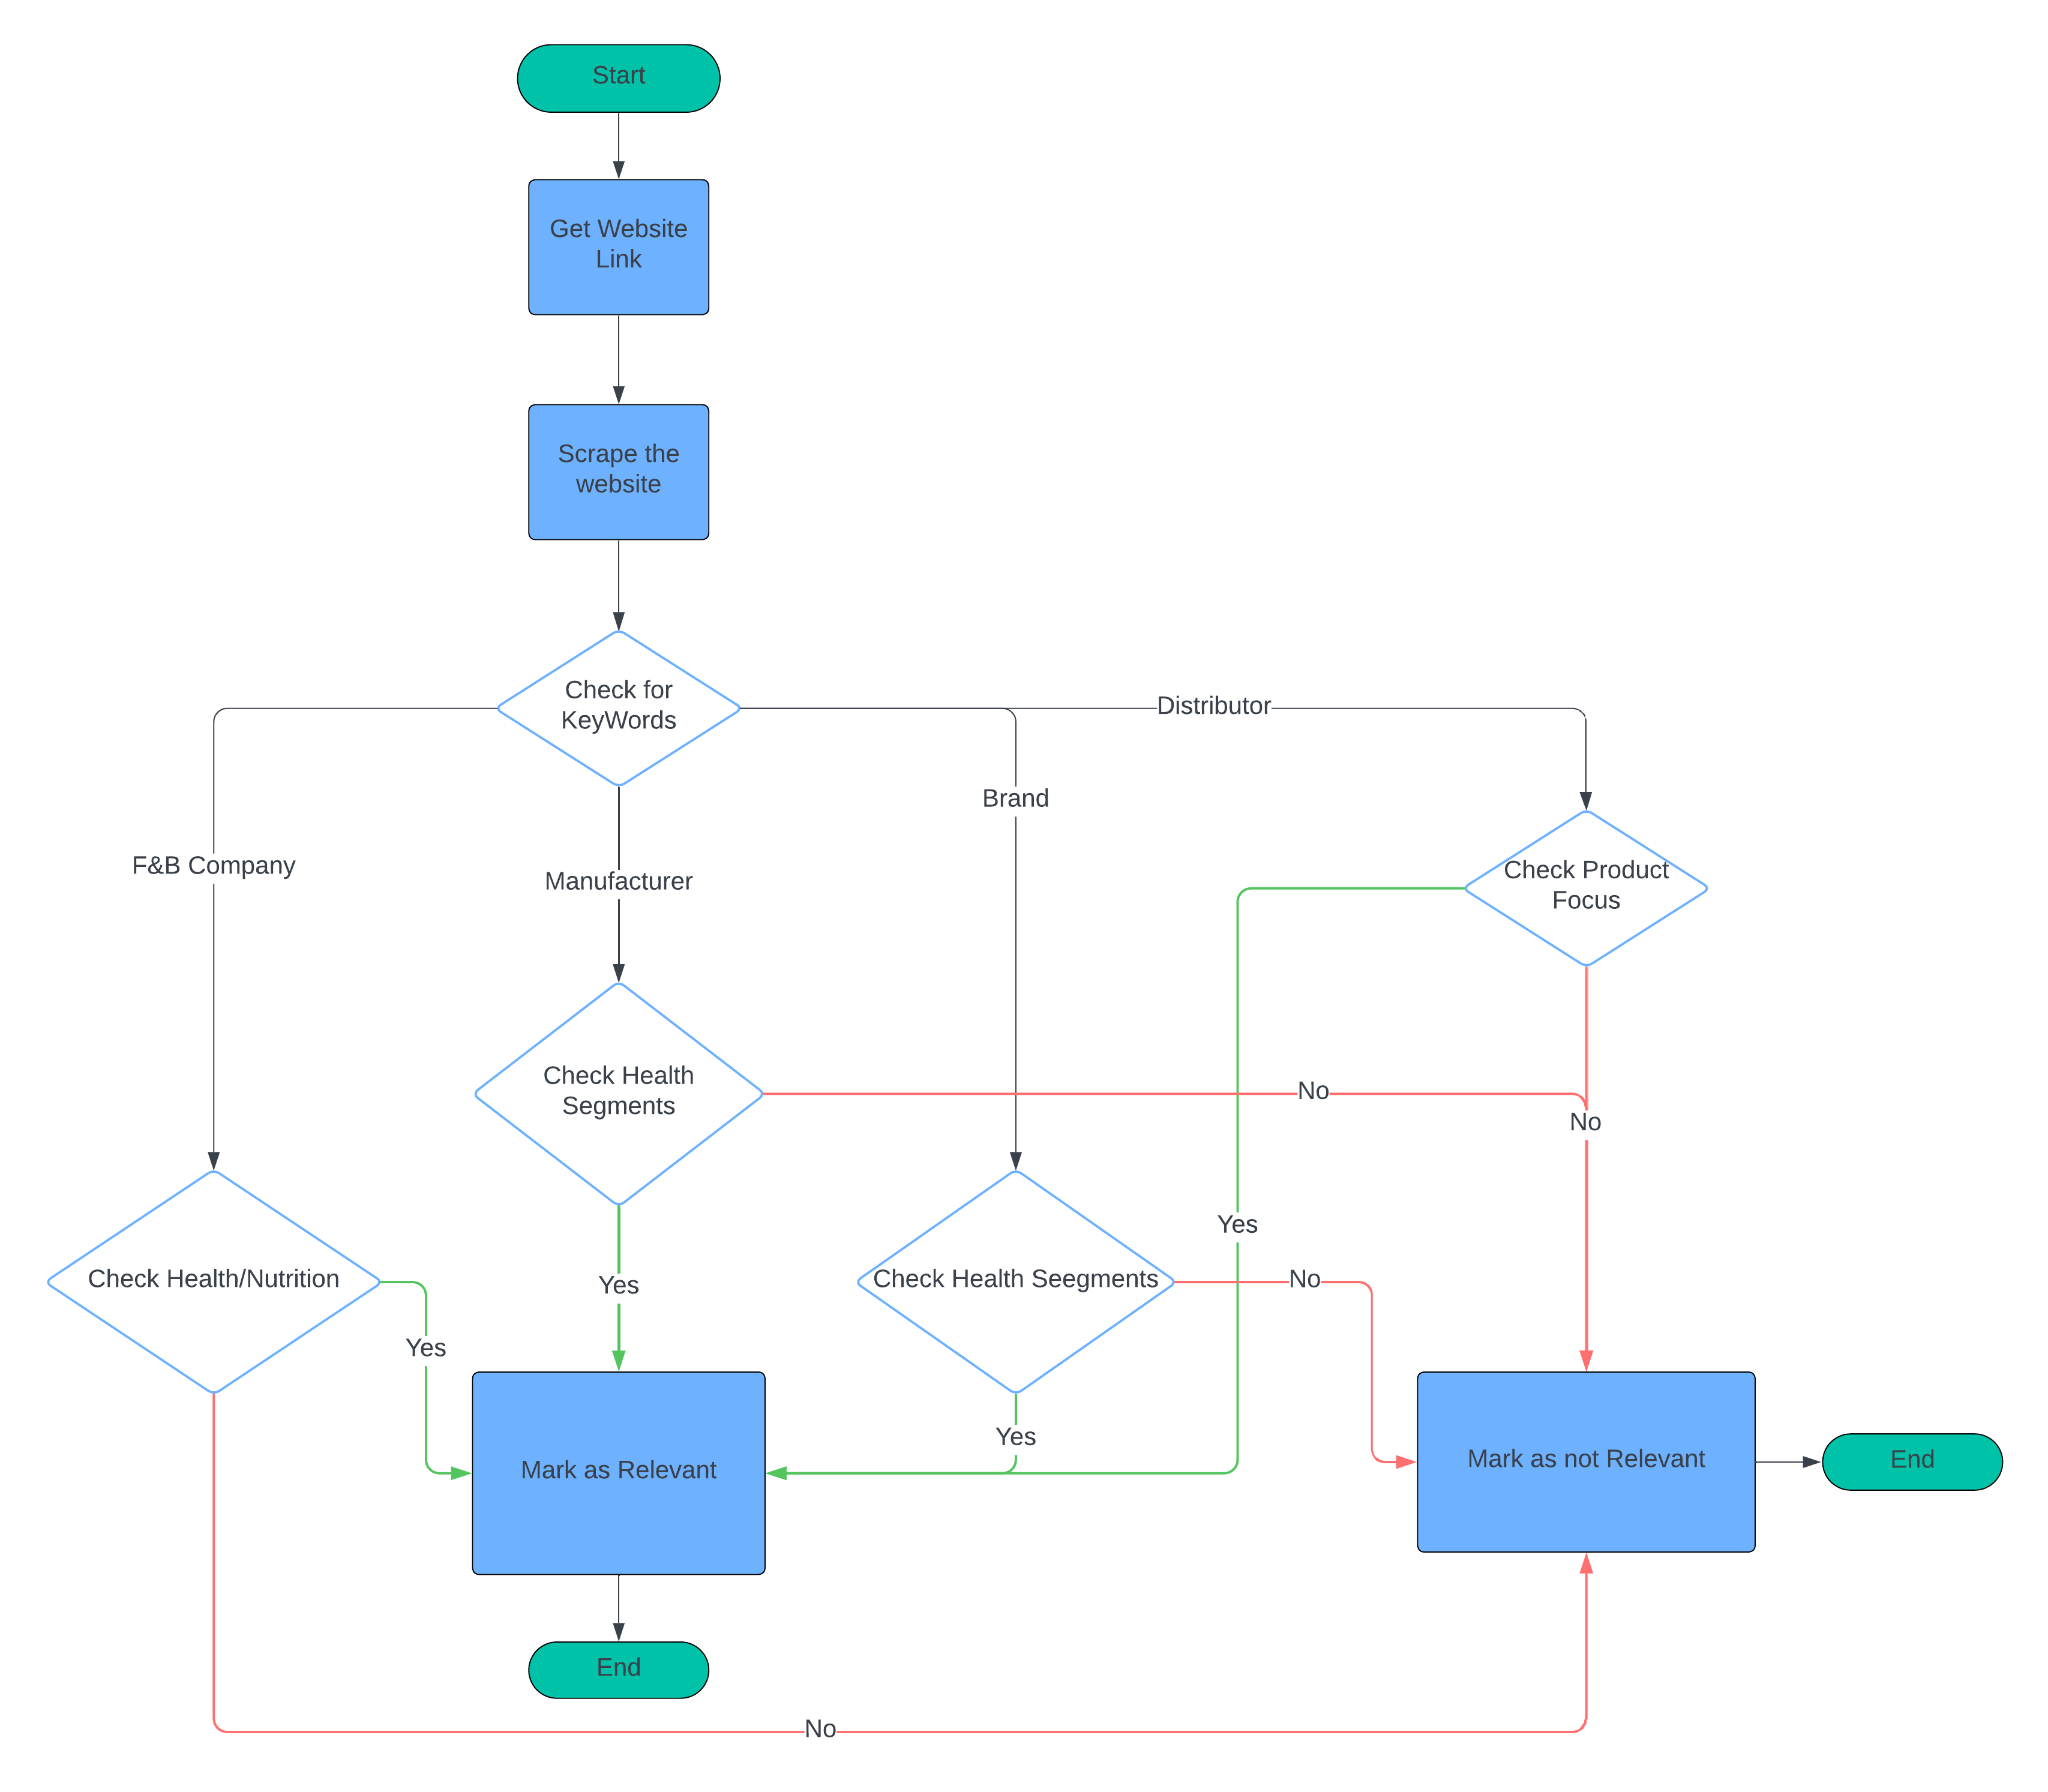 Start
Get Website
Link
Scrape the
website
Check for
KeyWords
Distributor
Brand
F&B Company
Manufacturer
Check Product
Focus
Check Health
Segments
No
No
Yes
Check Health/Nutrition
Yes
Check Health Seegments
No
Yes
Yes
Mark as Relevant
Mark as not Relevant
End
End
No